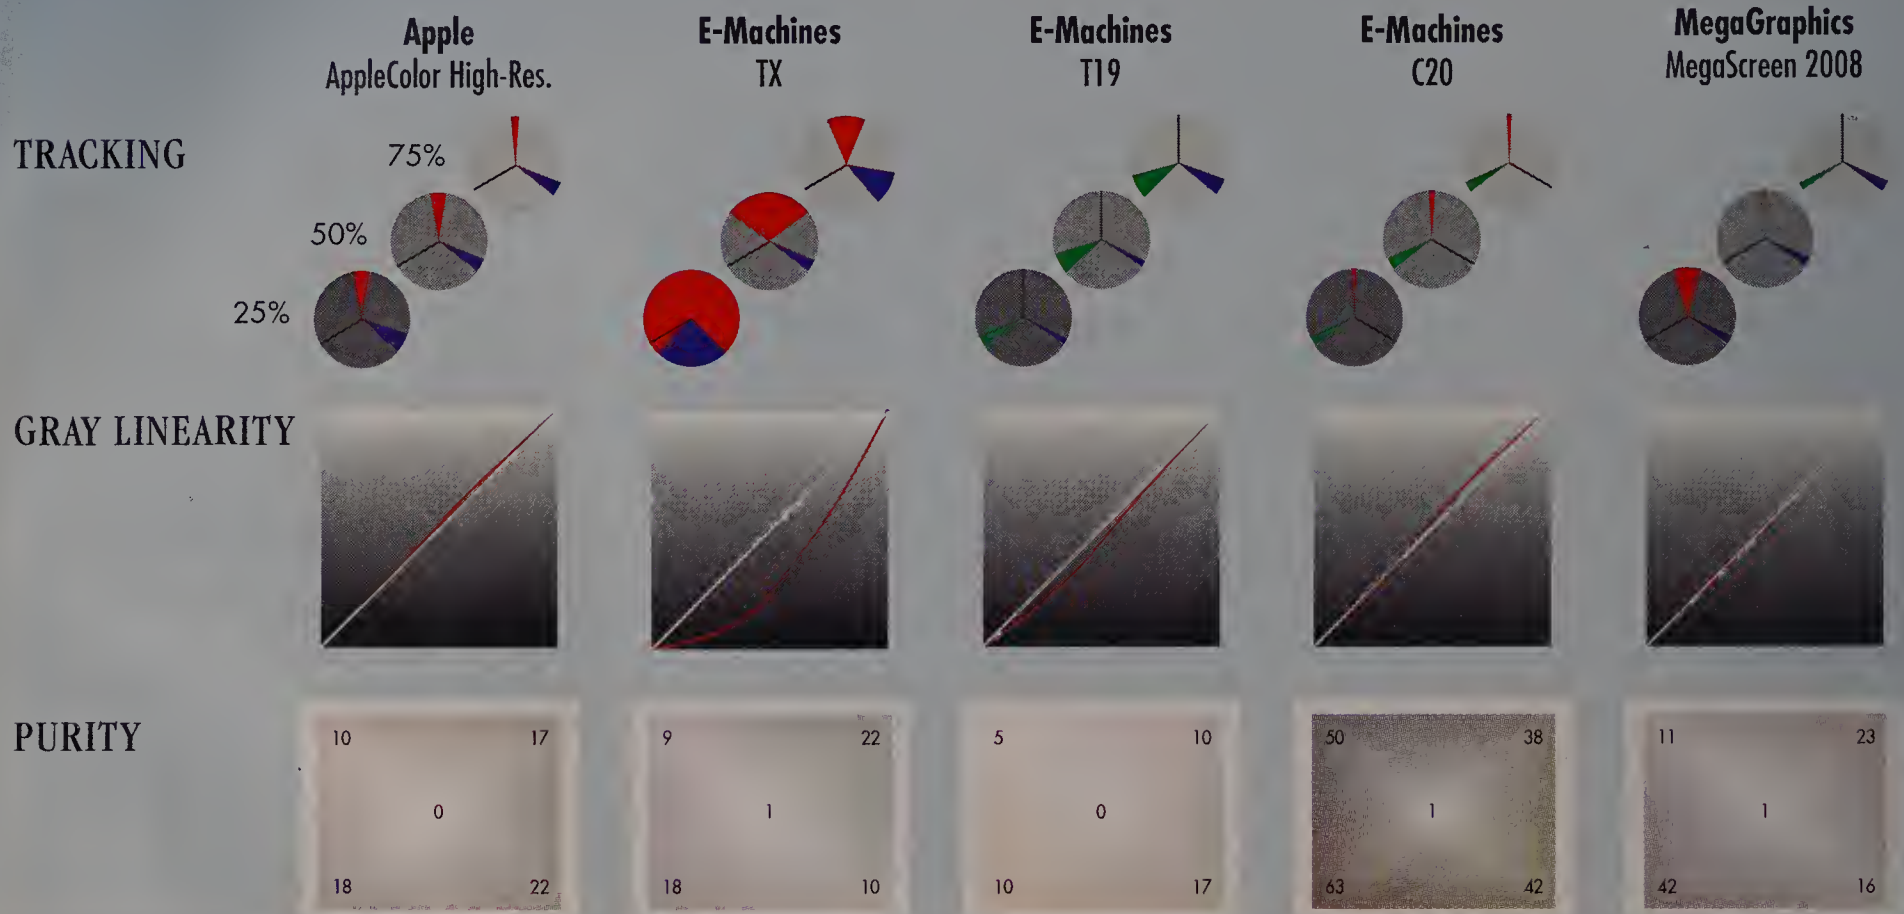 Apple
AppleColor High-Res.
E-Machines
TX
E-Machines
T19
E-Machines
C20
MegaGraphics
MegaScreen 2008
TRACKING
75%
50%
25%
GRAY LINEARITY
PURITY
10 17
0
18 22
9 22
1
18 10
5 10
0
10 17
50 38
1
63 42
11 23
1
42 16